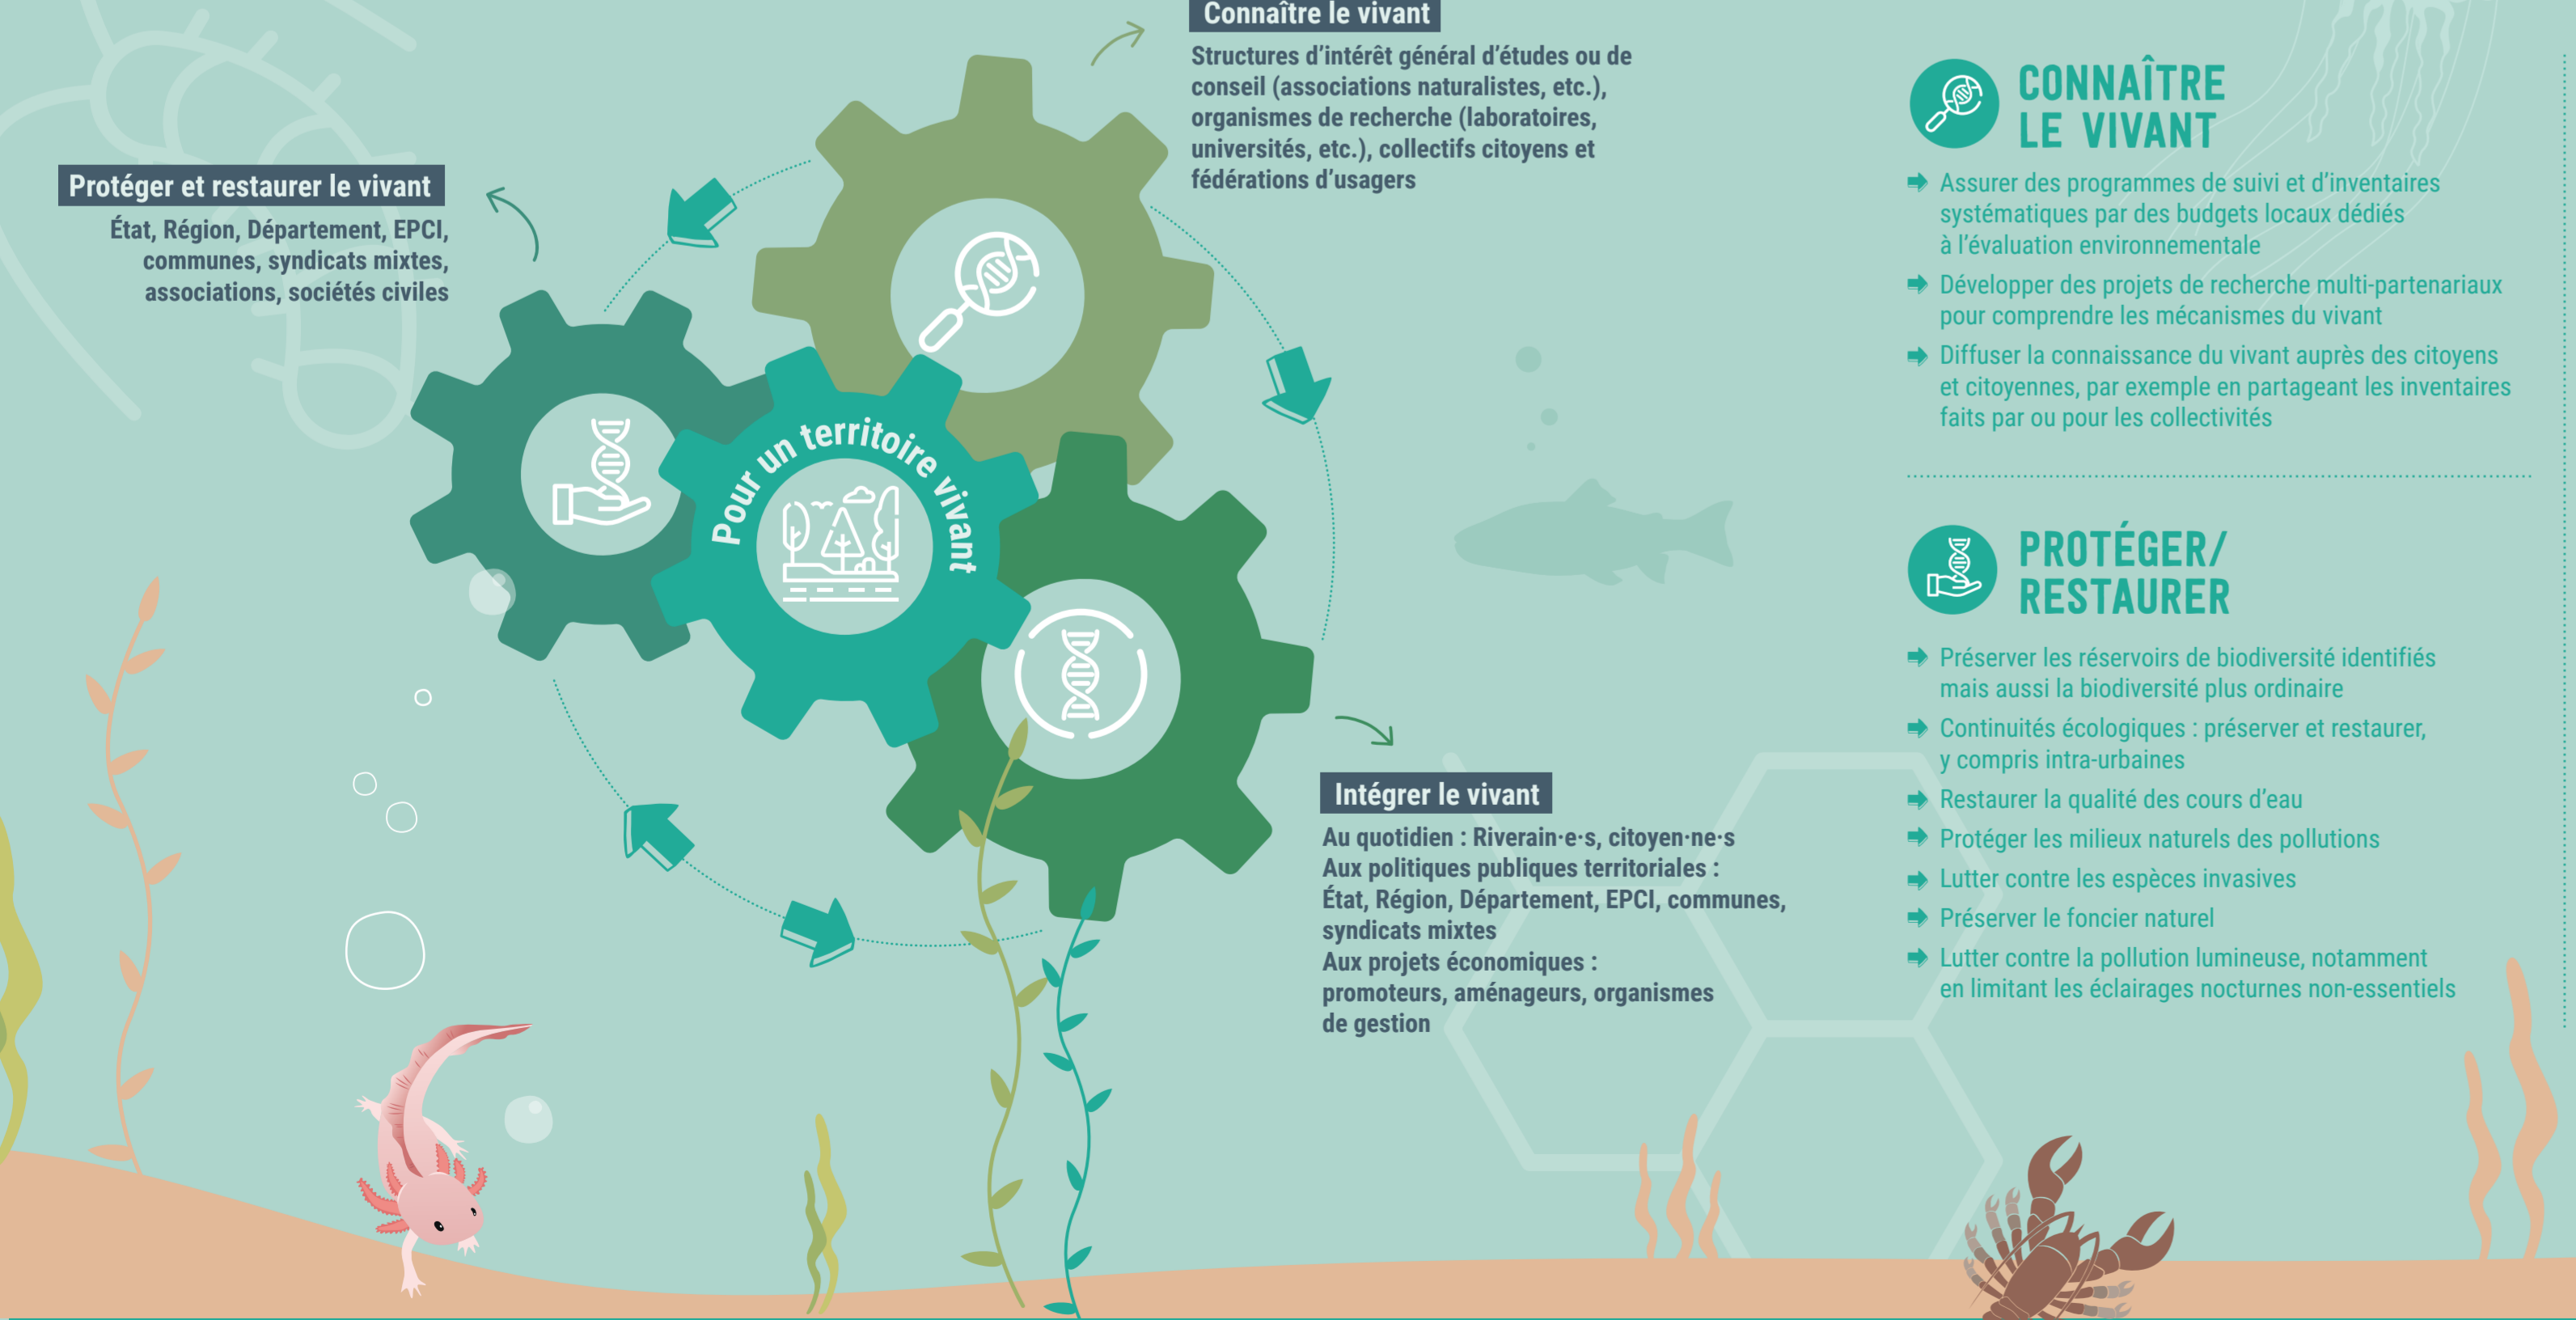 Connaître le vivant
Structures d'intérêt général d'études ou de
conseil (associations naturalistes, etc.),
organismes de recherche (laboratoires,
universités, etc.), collectifs citoyens et
fédérations d'usagers
Protéger et restaurer le vivant
État, Région, Département, EPCI,
communes, syndicats mixtes,
associations, sociétés civiles
Pour un territoire vivant
Intégrer le vivant
Au quotidien : Riverain·e·s, citoyen·ne·s
Aux politiques publiques territoriales :
État, Région, Département, EPCI, communes,
syndicats mixtes
Aux projets économiques :
promoteurs, aménageurs, organismes
de gestion
CONNAÎTRE
LE VIVANT
Assurer des programmes de suivi et d'inventaires
systématiques par des budgets locaux dédiés
à l'évaluation environnementale
Développer des projets de recherche multi-partenariaux
pour comprendre les mécanismes du vivant
Diffuser la connaissance du vivant auprès des citoyens
et citoyennes, par exemple en partageant les inventaires
faits par ou pour les collectivités
PROTÉGER/
RESTAURER
Préserver les réservoirs de biodiversité identifiés
mais aussi la biodiversité plus ordinaire
Continuités écologiques : préserver et restaurer,
y compris intra-urbaines
Restaurer la qualité des cours d'eau
Protéger les milieux naturels des pollutions
Lutter contre les espèces invasives
Préserver le foncier naturel
Lutter contre la pollution lumineuse, notamment
en limitant les éclairages nocturnes non-essentiels